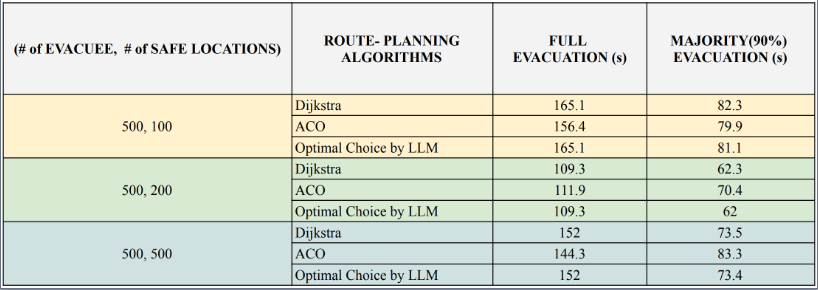 (# of EVACUEE, # of SAFE LOCATIONS) ROUTE- PLANNING ALGORITHMS FULL EVACUATION (s) MAJORITY(90%) EVACUATION (s)
500, 100
Dijkstra 165.1 82.3
ACO 156.4 79.9
Optimal Choice by LLM 165.1 81.1
500, 200
Dijkstra 109.3 62.3
ACO 111.9 70.4
Optimal Choice by LLM 109.3 62
500, 500
Dijkstra 152 73.5
ACO 144.3 83.3
Optimal Choice by LLM 152 73.4